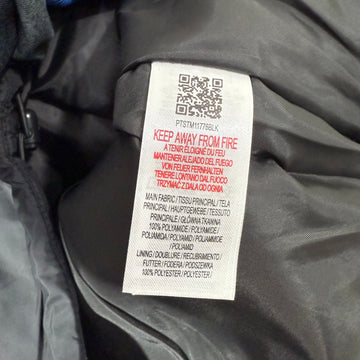 PTSTM11770BLK
KEEP AWAY FROM FIRE
A TENIR ÉLOIGNÉ DU FEU
MANTENER ALEJADO DEL FUEGO
VON FEUER FERNHALTEN
TENERE LONTANO DAL FUOCO
TRZYMAĆ Z DALA OD OGNIA
MAIN FABRIC / TISSU PRINCIPAL / TELA
PRINCIPAL / HAUPTGEWEBE / TESSUTO
PRINCIPALE / GŁÓWNA TKANINA
100% POLYAMIDE / POLYAMIDE /
POLIAMIDA / POLYAMID / POLIAMMIDE
/ POLIAMID
LINING / DOUBLURE / RECUBRIMIENTO /
FUTTER / FODERA / PODSZEWKA
100% POLYESTER / POLYESTER /